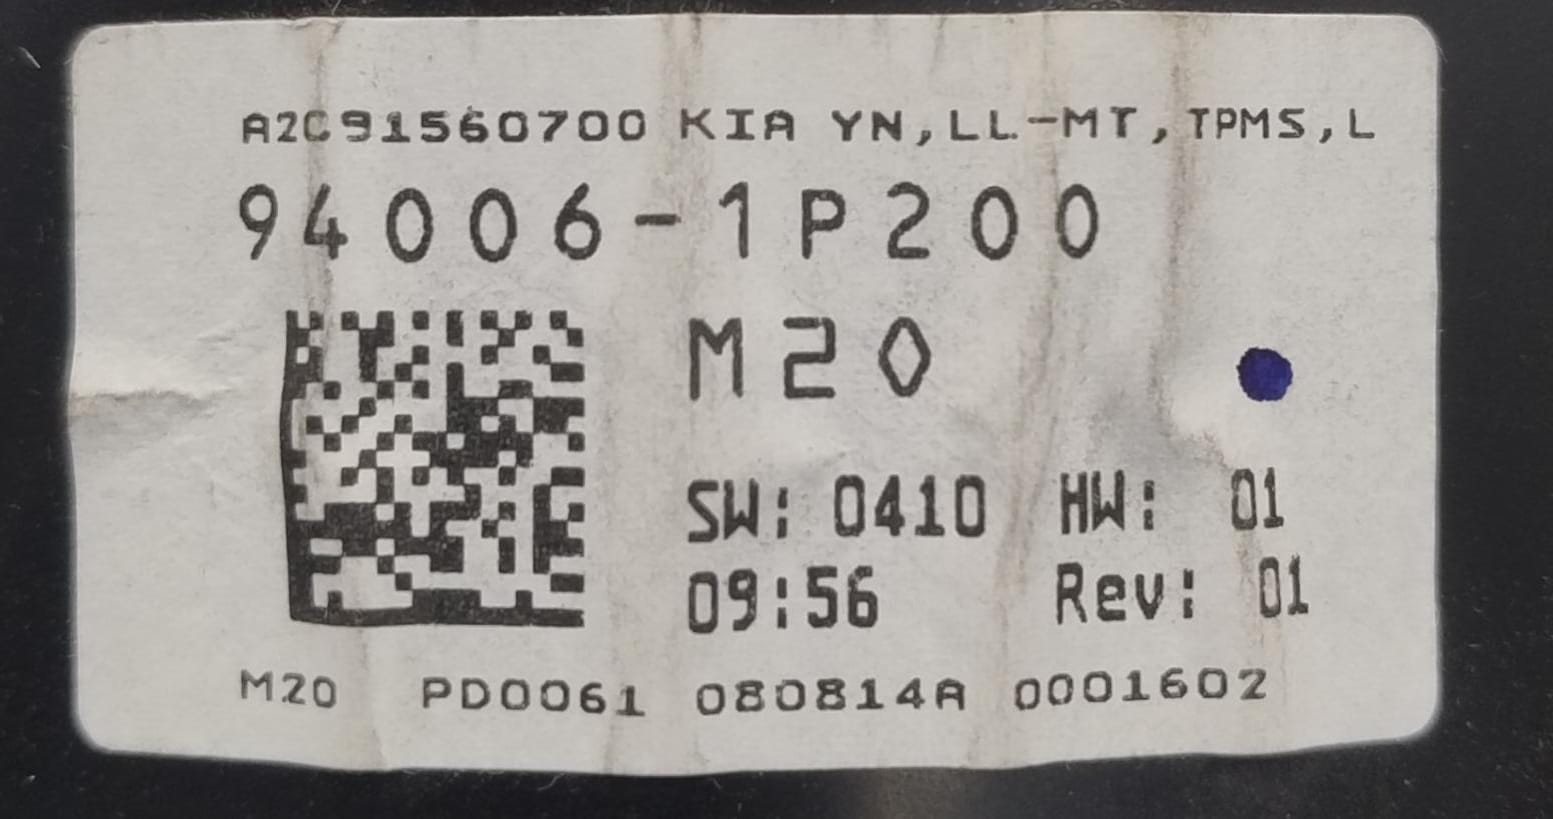 A2C91560700 KIA YN,LL-MT,TPMS,L
94006-1P200
M20
SW: 0410 HW: 01
09:56 Rev: 01
M20 PD0061 080814A 0001602